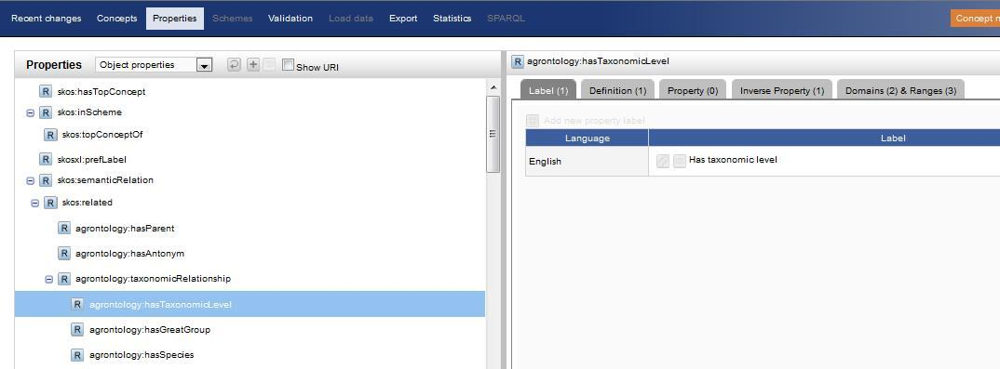 Recent changes Concepts Properties Schemes Validation Load data Export Statistics SPARQL Concept
Properties Object properties Show URI
R skos:hasTopConcept
R skos:inScheme
R skos:topConceptOf
R skosxl:prefLabel
R skos:semanticRelation
R skos:related
R agrontology:hasParent
R agrontology:hasAntonym
R agrontology:taxonomicRelationship
R agrontology:hasTaxonomicLevel
R agrontology:hasGreatGroup
R agrontology:hasSpecies
R agrontology:hasTaxonomicLevel
Label (1) Definition (1) Property (0) Inverse Property (1) Domains (2) & Ranges (3)
Add new property label
Language Label
English Has taxonomic level